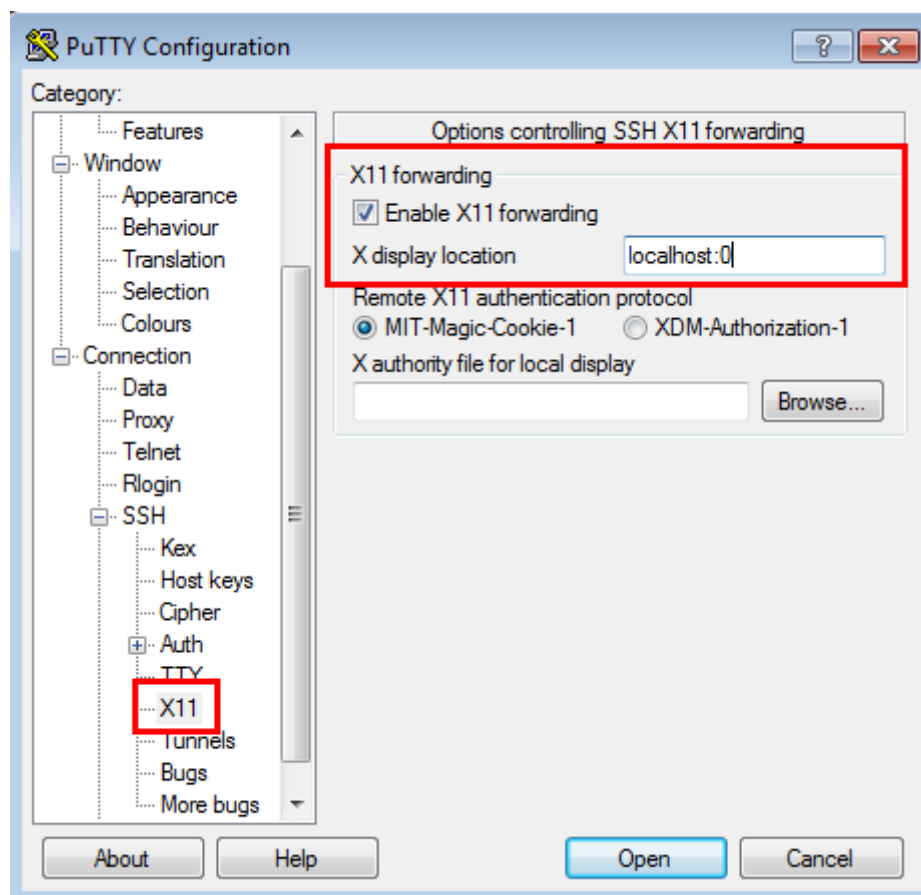 PuTTY Configuration
Category:
Features
Window
Appearance
Behaviour
Translation
Selection
Colours
Connection
Data
Proxy
Telnet
Rlogin
SSH
Kex
Host keys
Cipher
Auth
TTY
X11
Tunnels
Bugs
More bugs
Options controlling SSH X11 forwarding
X11 forwarding
Enable X11 forwarding
X display location localhost:0
Remote X11 authentication protocol
MIT-Magic-Cookie-1 XDM-Authorization-1
X authority file for local display
Browse...
About Help Open Cancel